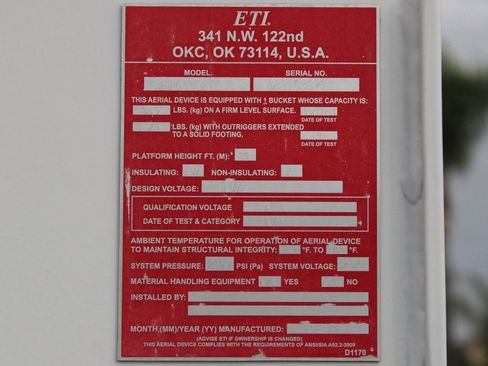 ETI.
341 N.W. 122nd
OKC, OK 73114, U.S.A.
MODEL SERIAL NO.
THIS AERIAL DEVICE IS EQUIPPED WITH 1 BUCKET WHOSE CAPACITY IS:
LBS. (kg) ON A FIRM LEVEL SURFACE.
DATE OF TEST
LBS. (kg) WITH OUTRIGGERS EXTENDED
TO A SOLID FOOTING.
DATE OF TEST
PLATFORM HEIGHT FT. (M):
INSULATING: NON-INSULATING:
DESIGN VOLTAGE:
QUALIFICATION VOLTAGE
DATE OF TEST & CATEGORY
AMBIENT TEMPERATURE FOR OPERATION OF AERIAL DEVICE
TO MAINTAIN STRUCTURAL INTEGRITY: °F. TO °F.
SYSTEM PRESSURE: PSI (Pa) SYSTEM VOLTAGE:
MATERIAL HANDLING EQUIPMENT YES NO
INSTALLED BY:
MONTH.(MM)/YEAR (YY) MANUFACTURED:
(ADVISE ETI IF OWNERSHIP IS CHANGED)
THIS AERIAL DEVICE COMPLIES WITH THE REQUIREMENTS OF ANSI/SIA A92.2-2009
D1170